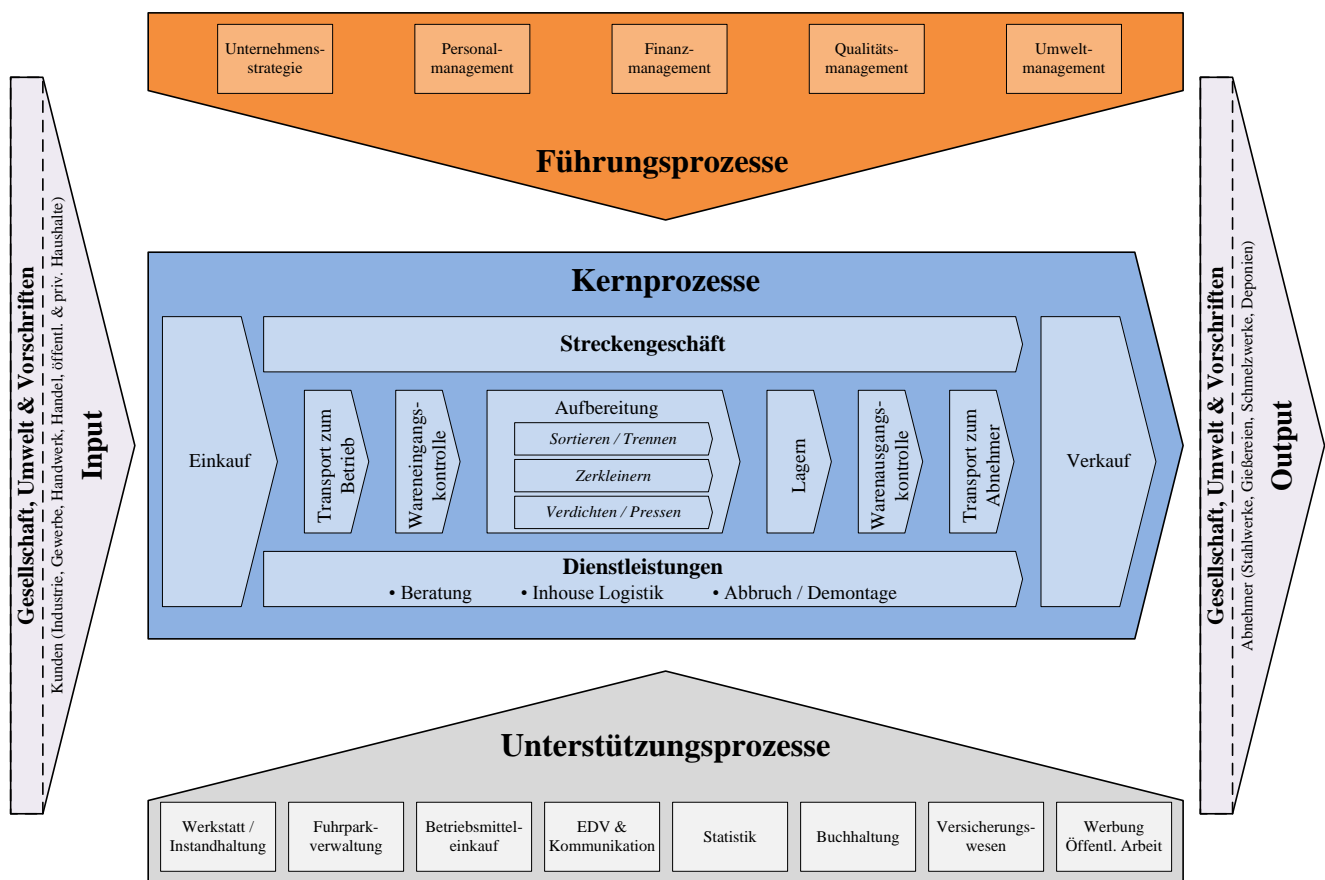 Unternehmens-
strategie
Personal-
management
Finanz-
management
Qualitäts-
management
Umwelt-
management
Führungsprozesse
Gesellschaft, Umwelt & Vorschriften
Kunden (Industrie, Gewerbe, Handwerk, Handel, öffentl. & priv. Haushalte)
Input
Kernprozesse
Einkauf
Streckengeschäft
Transport zum
Betrieb
Wareneingangs-
kontrolle
Aufbereitung
Sortieren / Trennen
Zerkleinern
Verdichten / Pressen
Lagern
Warenausgangs-
kontrolle
Transport zum
Abnehmer
Dienstleistungen
• Beratung • Inhouse Logistik • Abbruch / Demontage
Verkauf
Gesellschaft, Umwelt & Vorschriften
Abnehmer (Stahlwerke, Gießereien, Schmelzwerke, Deponien)
Output
Unterstützungsprozesse
Werkstatt /
Instandhaltung
Fuhrpark-
verwaltung
Betriebsmittel-
einkauf
EDV &
Kommunikation
Statistik
Buchhaltung
Versicherungs-
wesen
Werbung
Öffentl. Arbeit